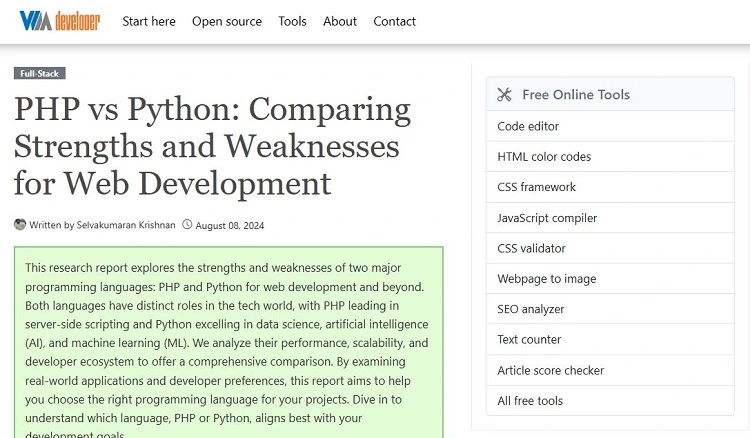 WDA developer
Start here
Open source
Tools
About
Contact
Full-Stack
PHP vs Python: Comparing
Strengths and Weaknesses
for Web Development
Written by Selvakumaran Krishnan
August 08, 2024
This research report explores the strengths and weaknesses of two major
programming languages: PHP and Python for web development and beyond.
Both languages have distinct roles in the tech world, with PHP leading in
server-side scripting and Python excelling in data science, artificial intelligence
(AI), and machine learning (ML). We analyze their performance, scalability, and
developer ecosystem to offer a comprehensive comparison. By examining
real-world applications and developer preferences, this report aims to help
you choose the right programming language for your projects. Dive in to
understand which language, PHP or Python, aligns best with your
development goals.
Free Online Tools
Code editor
HTML color codes
CSS framework
JavaScript compiler
CSS validator
Webpage to image
SEO analyzer
Text counter
Article score checker
All free tools